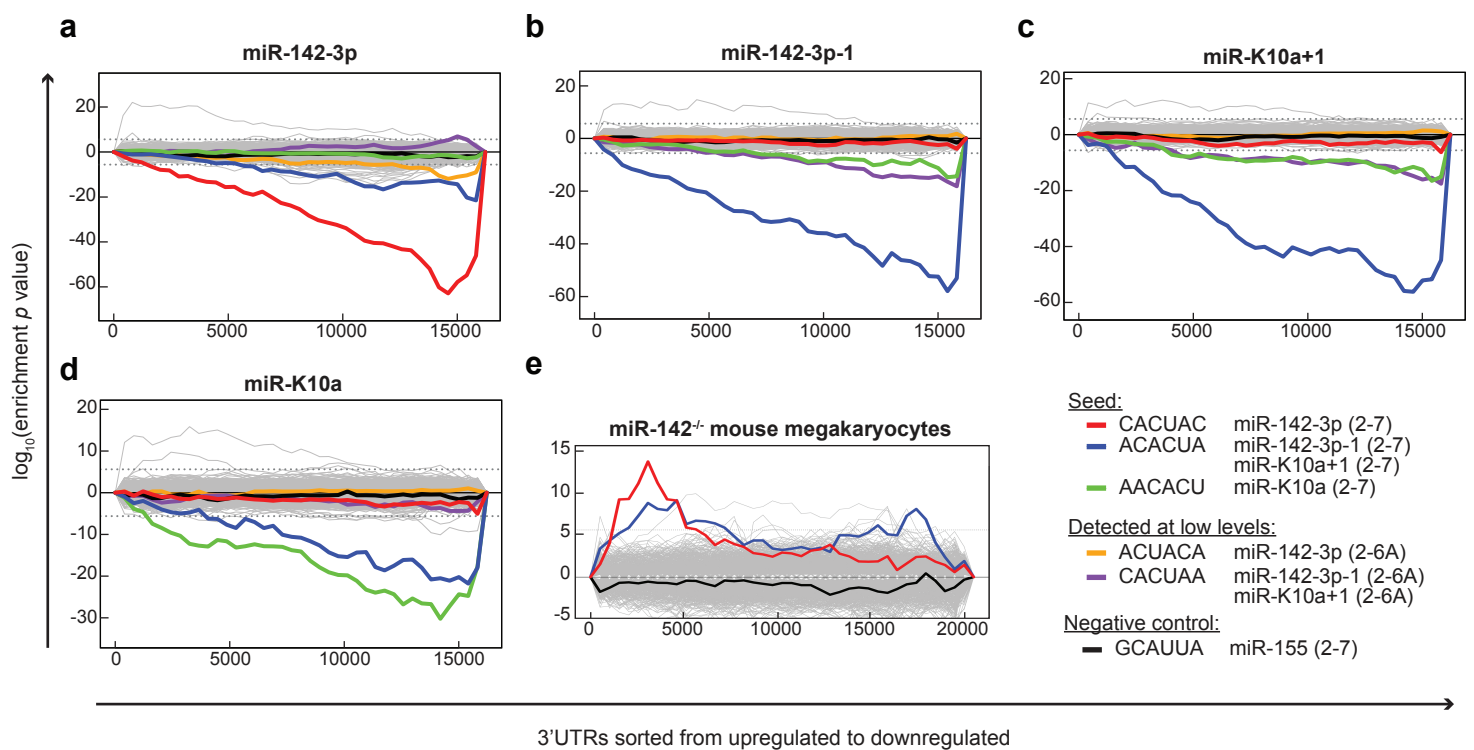 a
miR-142-3p
20
0
-20
-40
-60
0
5000
10000
15000
b
miR-142-3p-1
20
0
-20
-40
-60
0
5000
10000
15000
c
miR-K10a+1
20
0
-20
-40
-60
0
5000
10000
15000
log₁₀(enrichment p value)
d
miR-K10a
20
10
0
-10
-20
-30
0
5000
10000
15000
e
miR-142⁻/⁻ mouse megakaryocytes
15
10
5
0
-5
0
5000
10000
15000
20000
Seed:
CACUAC miR-142-3p (2-7)
ACACUA miR-142-3p-1 (2-7)
miR-K10a+1 (2-7)
AACACU miR-K10a (2-7)
Detected at low levels:
ACUACA miR-142-3p (2-6A)
CACUAA miR-142-3p-1 (2-6A)
miR-K10a+1 (2-6A)
Negative control:
GCAUUA miR-155 (2-7)
3'UTRs sorted from upregulated to downregulated